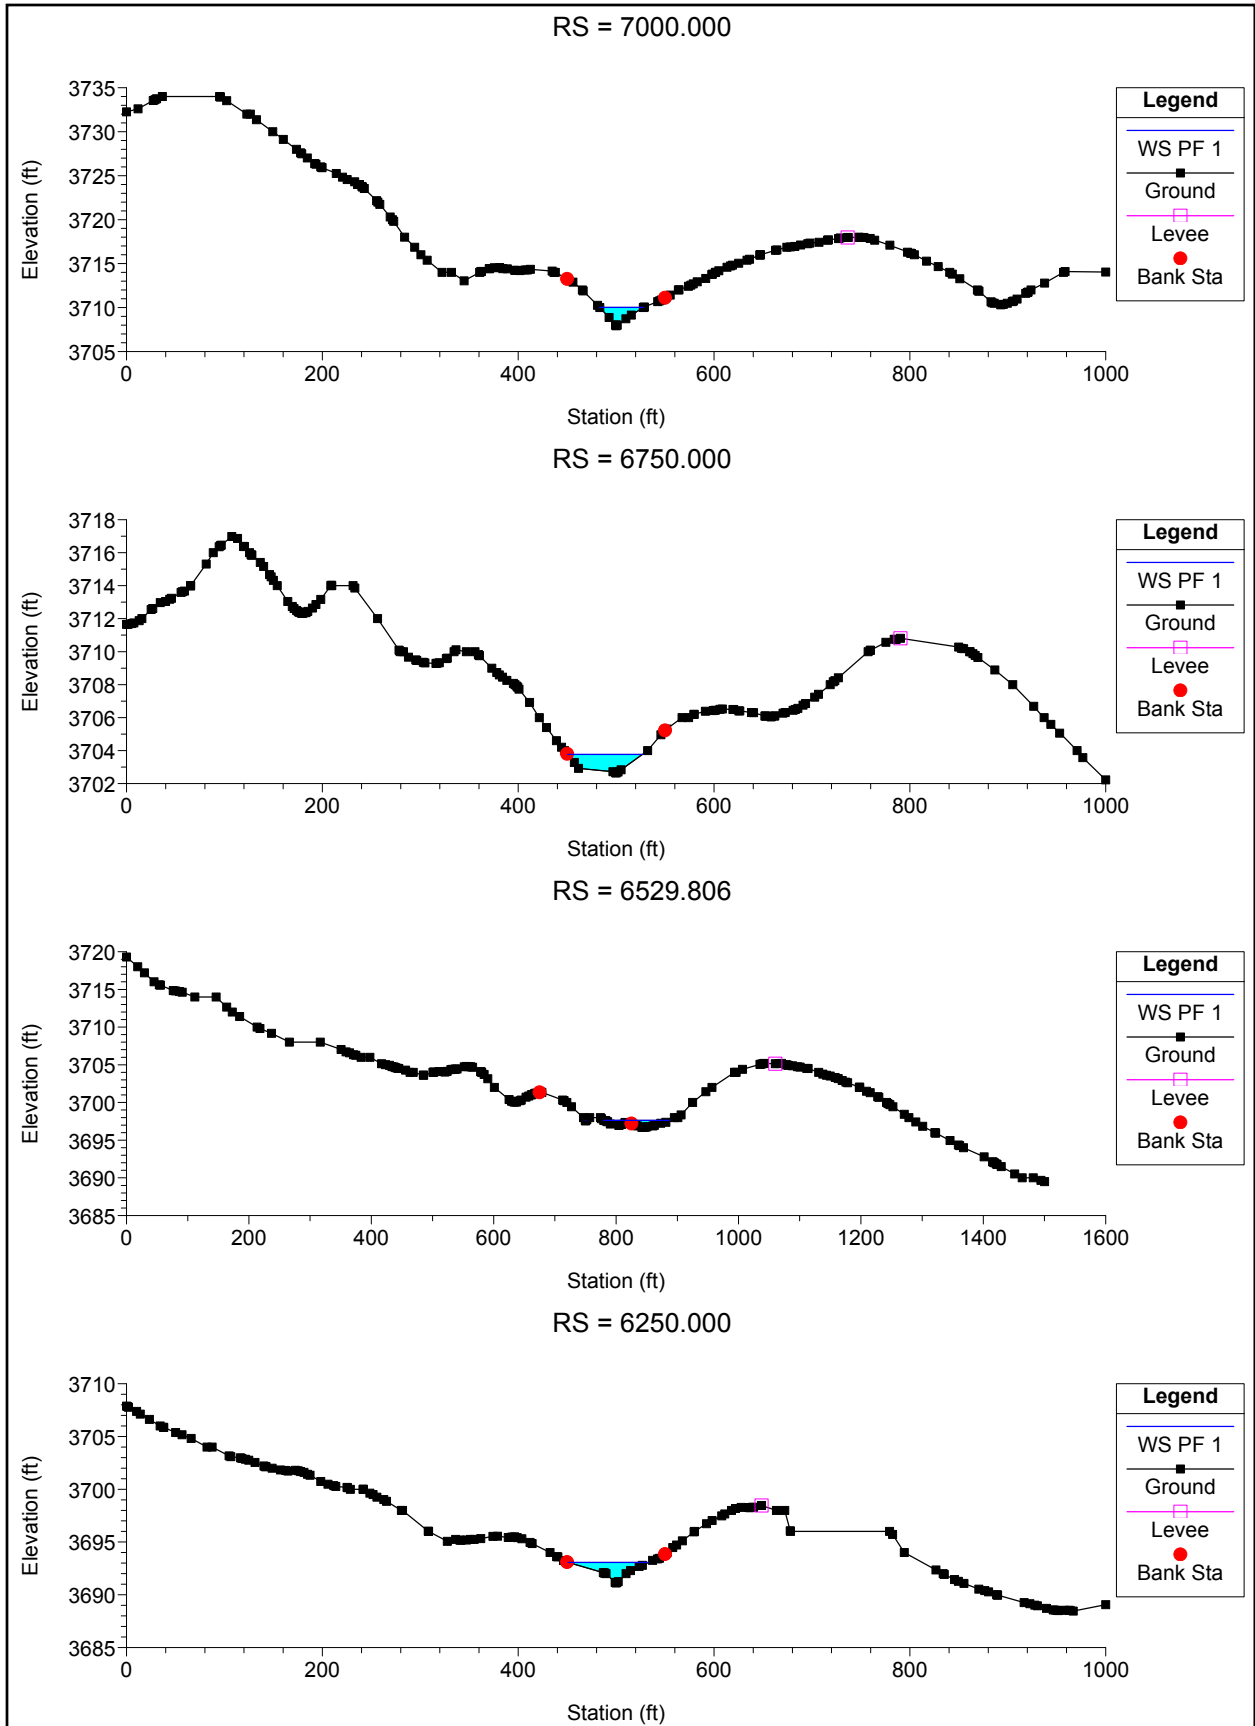 RS = 7000.000
3735
3730
3725
3720
3715
3710
3705
Elevation (ft)
0 200 400 600 800 1000
Station (ft)
Legend
WS PF 1
Ground
Levee
Bank Sta
RS = 6750.000
3718
3716
3714
3712
3710
3708
3706
3704
3702
Elevation (ft)
0 200 400 600 800 1000
Station (ft)
Legend
WS PF 1
Ground
Levee
Bank Sta
RS = 6529.806
3720
3715
3710
3705
3700
3695
3690
3685
Elevation (ft)
0 200 400 600 800 1000 1200 1400 1600
Station (ft)
Legend
WS PF 1
Ground
Levee
Bank Sta
RS = 6250.000
3710
3705
3700
3695
3690
3685
Elevation (ft)
0 200 400 600 800 1000
Station (ft)
Legend
WS PF 1
Ground
Levee
Bank Sta